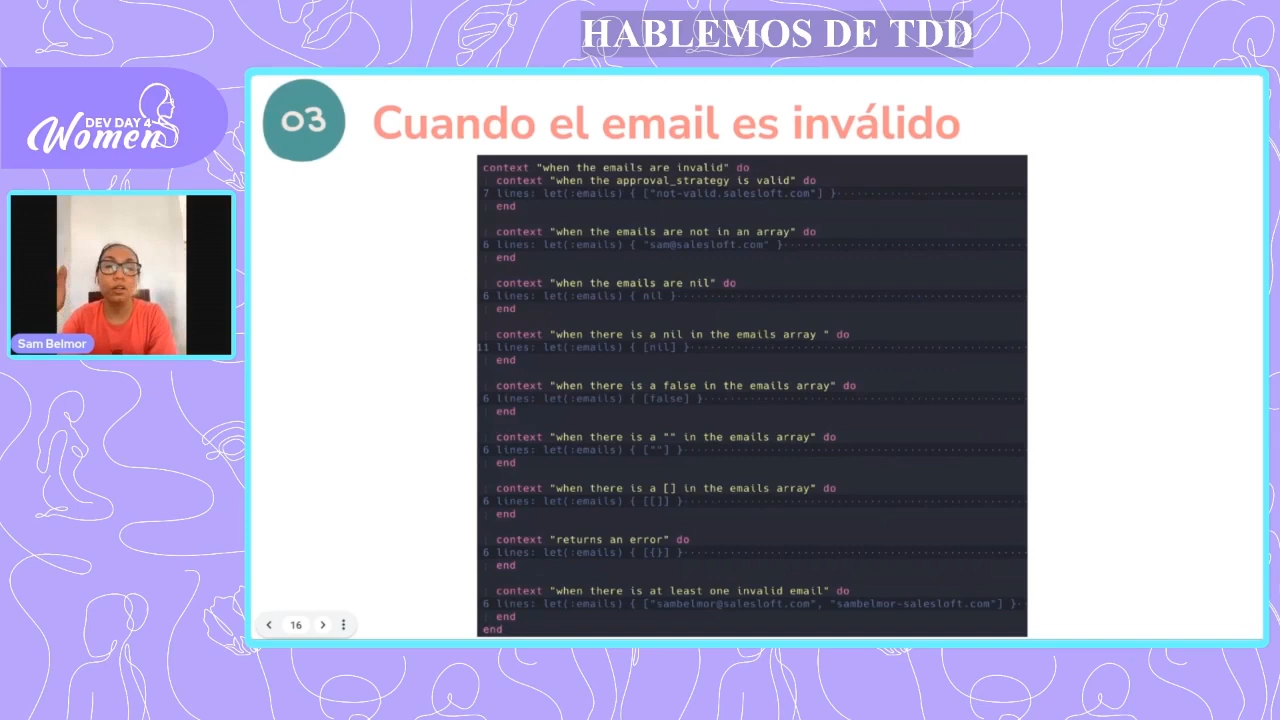 HABLEMOS DE TDD
DEV DAY 4
Women
Sam Belmor
03
Cuando el email es inválido
context "when the emails are invalid" do
context "when the approval_strategy is valid" do
7 lines: let(:emails) { ["not-valid.salesloft.com"] }
end
context "when the emails are not in an array" do
6 lines: let(:emails) { "sam@salesloft.com" }
end
context "when the emails are nil" do
6 lines: let(:emails) { nil }
end
context "when there is a nil in the emails array " do
11 lines: let(:emails) { [nil] }
end
context "when there is a false in the emails array" do
6 lines: let(:emails) { [false] }
end
context "when there is a "" in the emails array" do
6 lines: let(:emails) { [""] }
end
context "when there is a [] in the emails array" do
6 lines: let(:emails) { [[]] }
end
context "returns an error" do
6 lines: let(:emails) { [{}] }
end
context "when there is at least one invalid email" do
6 lines: let(:emails) { ["sambelmor@salesloft.com", "sambelmor-salesloft.com"] }
end
end
16